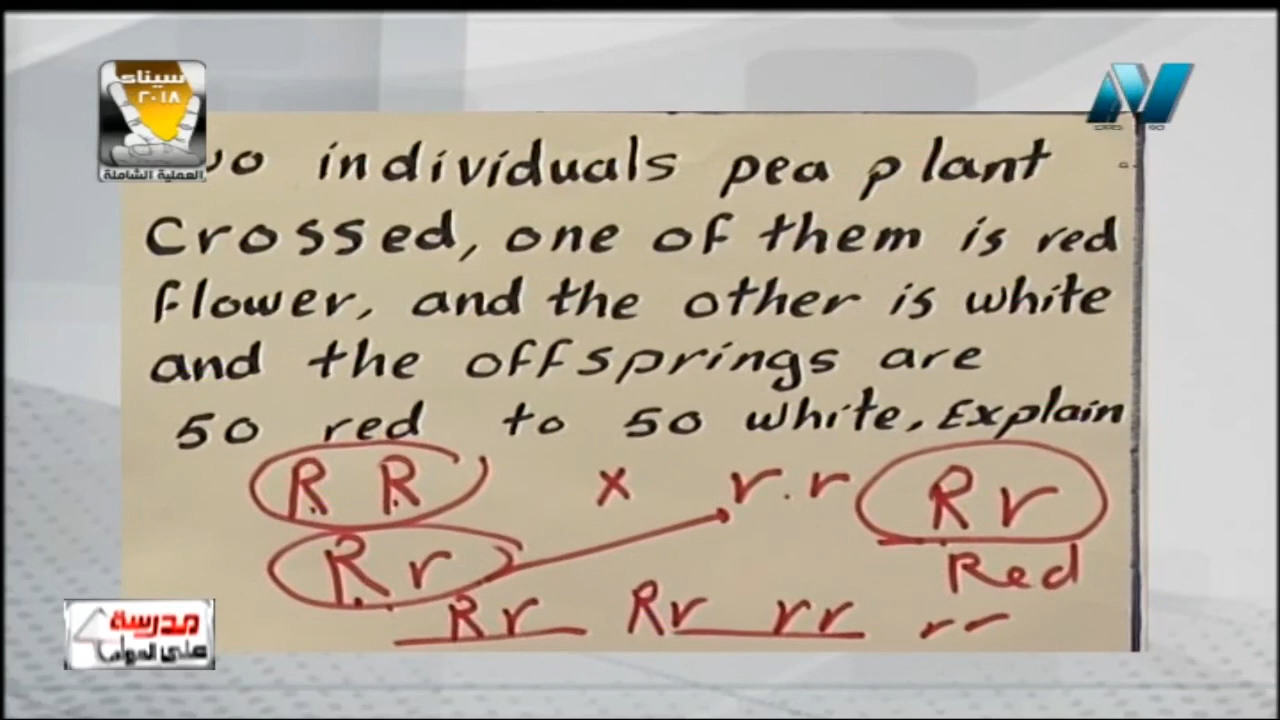 سيناء
٢٠١٨
العملية الشاملة
wo individuals pea plant
Crossed, one of them is red
flower, and the other is white
and the offsprings are
50 red to 50 white, Explain
R R x r.r Rr
Rr Red
Rr Rr rr rr
مدرسة
على الهواء